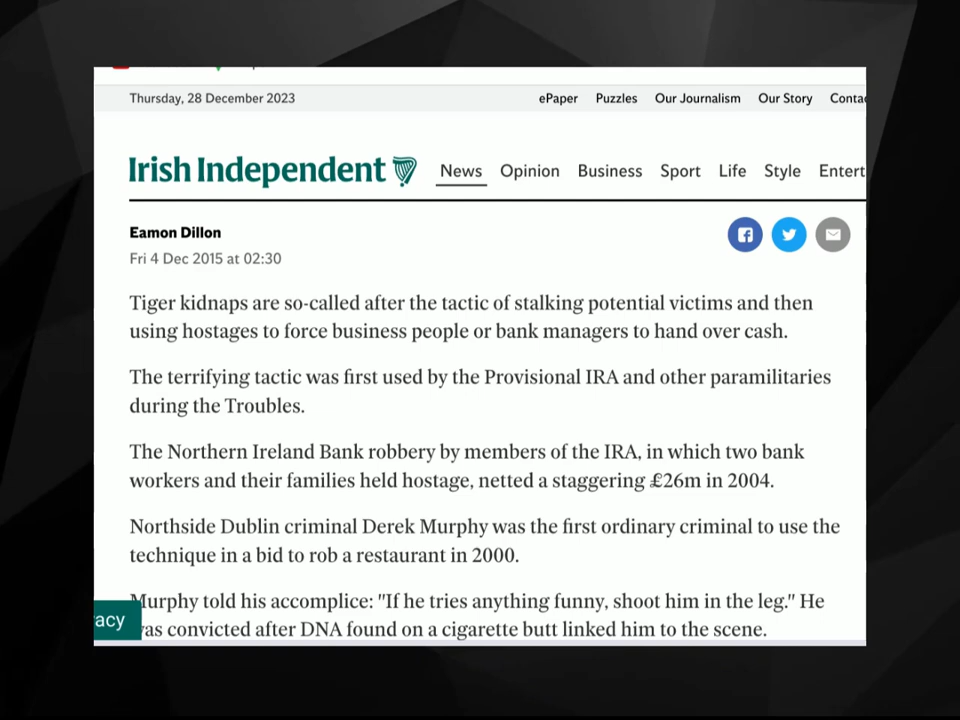 Thursday, 28 December 2023
ePaper Puzzles Our Journalism Our Story
Irish Independent
News Opinion Business Sport Life Style
Eamon Dillon
Fri 4 Dec 2015 at 02:30
Tiger kidnaps are so-called after the tactic of stalking potential victims and then
using hostages to force business people or bank managers to hand over cash.
The terrifying tactic was first used by the Provisional IRA and other paramilitaries
during the Troubles.
The Northern Ireland Bank robbery by members of the IRA, in which two bank
workers and their families held hostage, netted a staggering £26m in 2004.
Northside Dublin criminal Derek Murphy was the first ordinary criminal to use the
technique in a bid to rob a restaurant in 2000.
Murphy told his accomplice: "If he tries anything funny, shoot him in the leg." He
acy
was convicted after DNA found on a cigarette butt linked him to the scene.